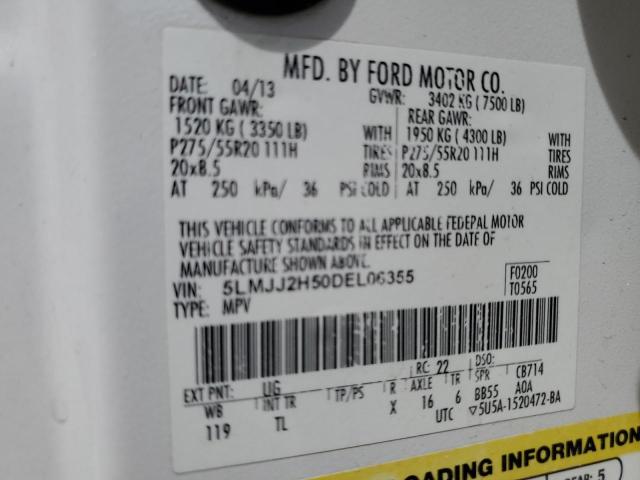 MFD. BY FORD MOTOR CO.
DATE: 04/13 GVWR: 3402 KG ( 7500 LB)
FRONT GAWR: REAR GAWR:
1520 KG ( 3350 LB) WITH 1950 KG ( 4300 LB) WITH
P275/55R20 111H TIRES P275/55R20 111H TIRES
20x8.5 RIMS 20x8.5 RIMS
AT 250 kPa/ 36 PSI COLD AT 250 kPa/ 36 PSI COLD
THIS VEHICLE CONFORMS TO ALL APPLICABLE FEDERAL MOTOR
VEHICLE SAFETY STANDARDS IN EFFECT ON THE DATE OF
MANUFACTURE SHOWN ABOVE.
VIN: 5LMJJ2H50DEL06355 F0200
TYPE: MPV T0565
EXT PNT: UG RC: 22 DSO:
WB INT TR TP/PS R AXLE TR SPR CB714
119 TL X 16 6 BB55 A0A
UTC ▽5U5A-1520472-BA
OADING INFORMATION
REAR: 5